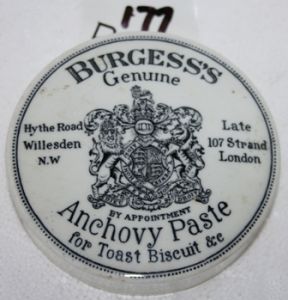 177
BURGESS'S
Genuine
Hythe Road
Willesden
N.W
Late
107 Strand
London
BY APPOINTMENT
Anchovy Paste
for Toast Biscuit &c